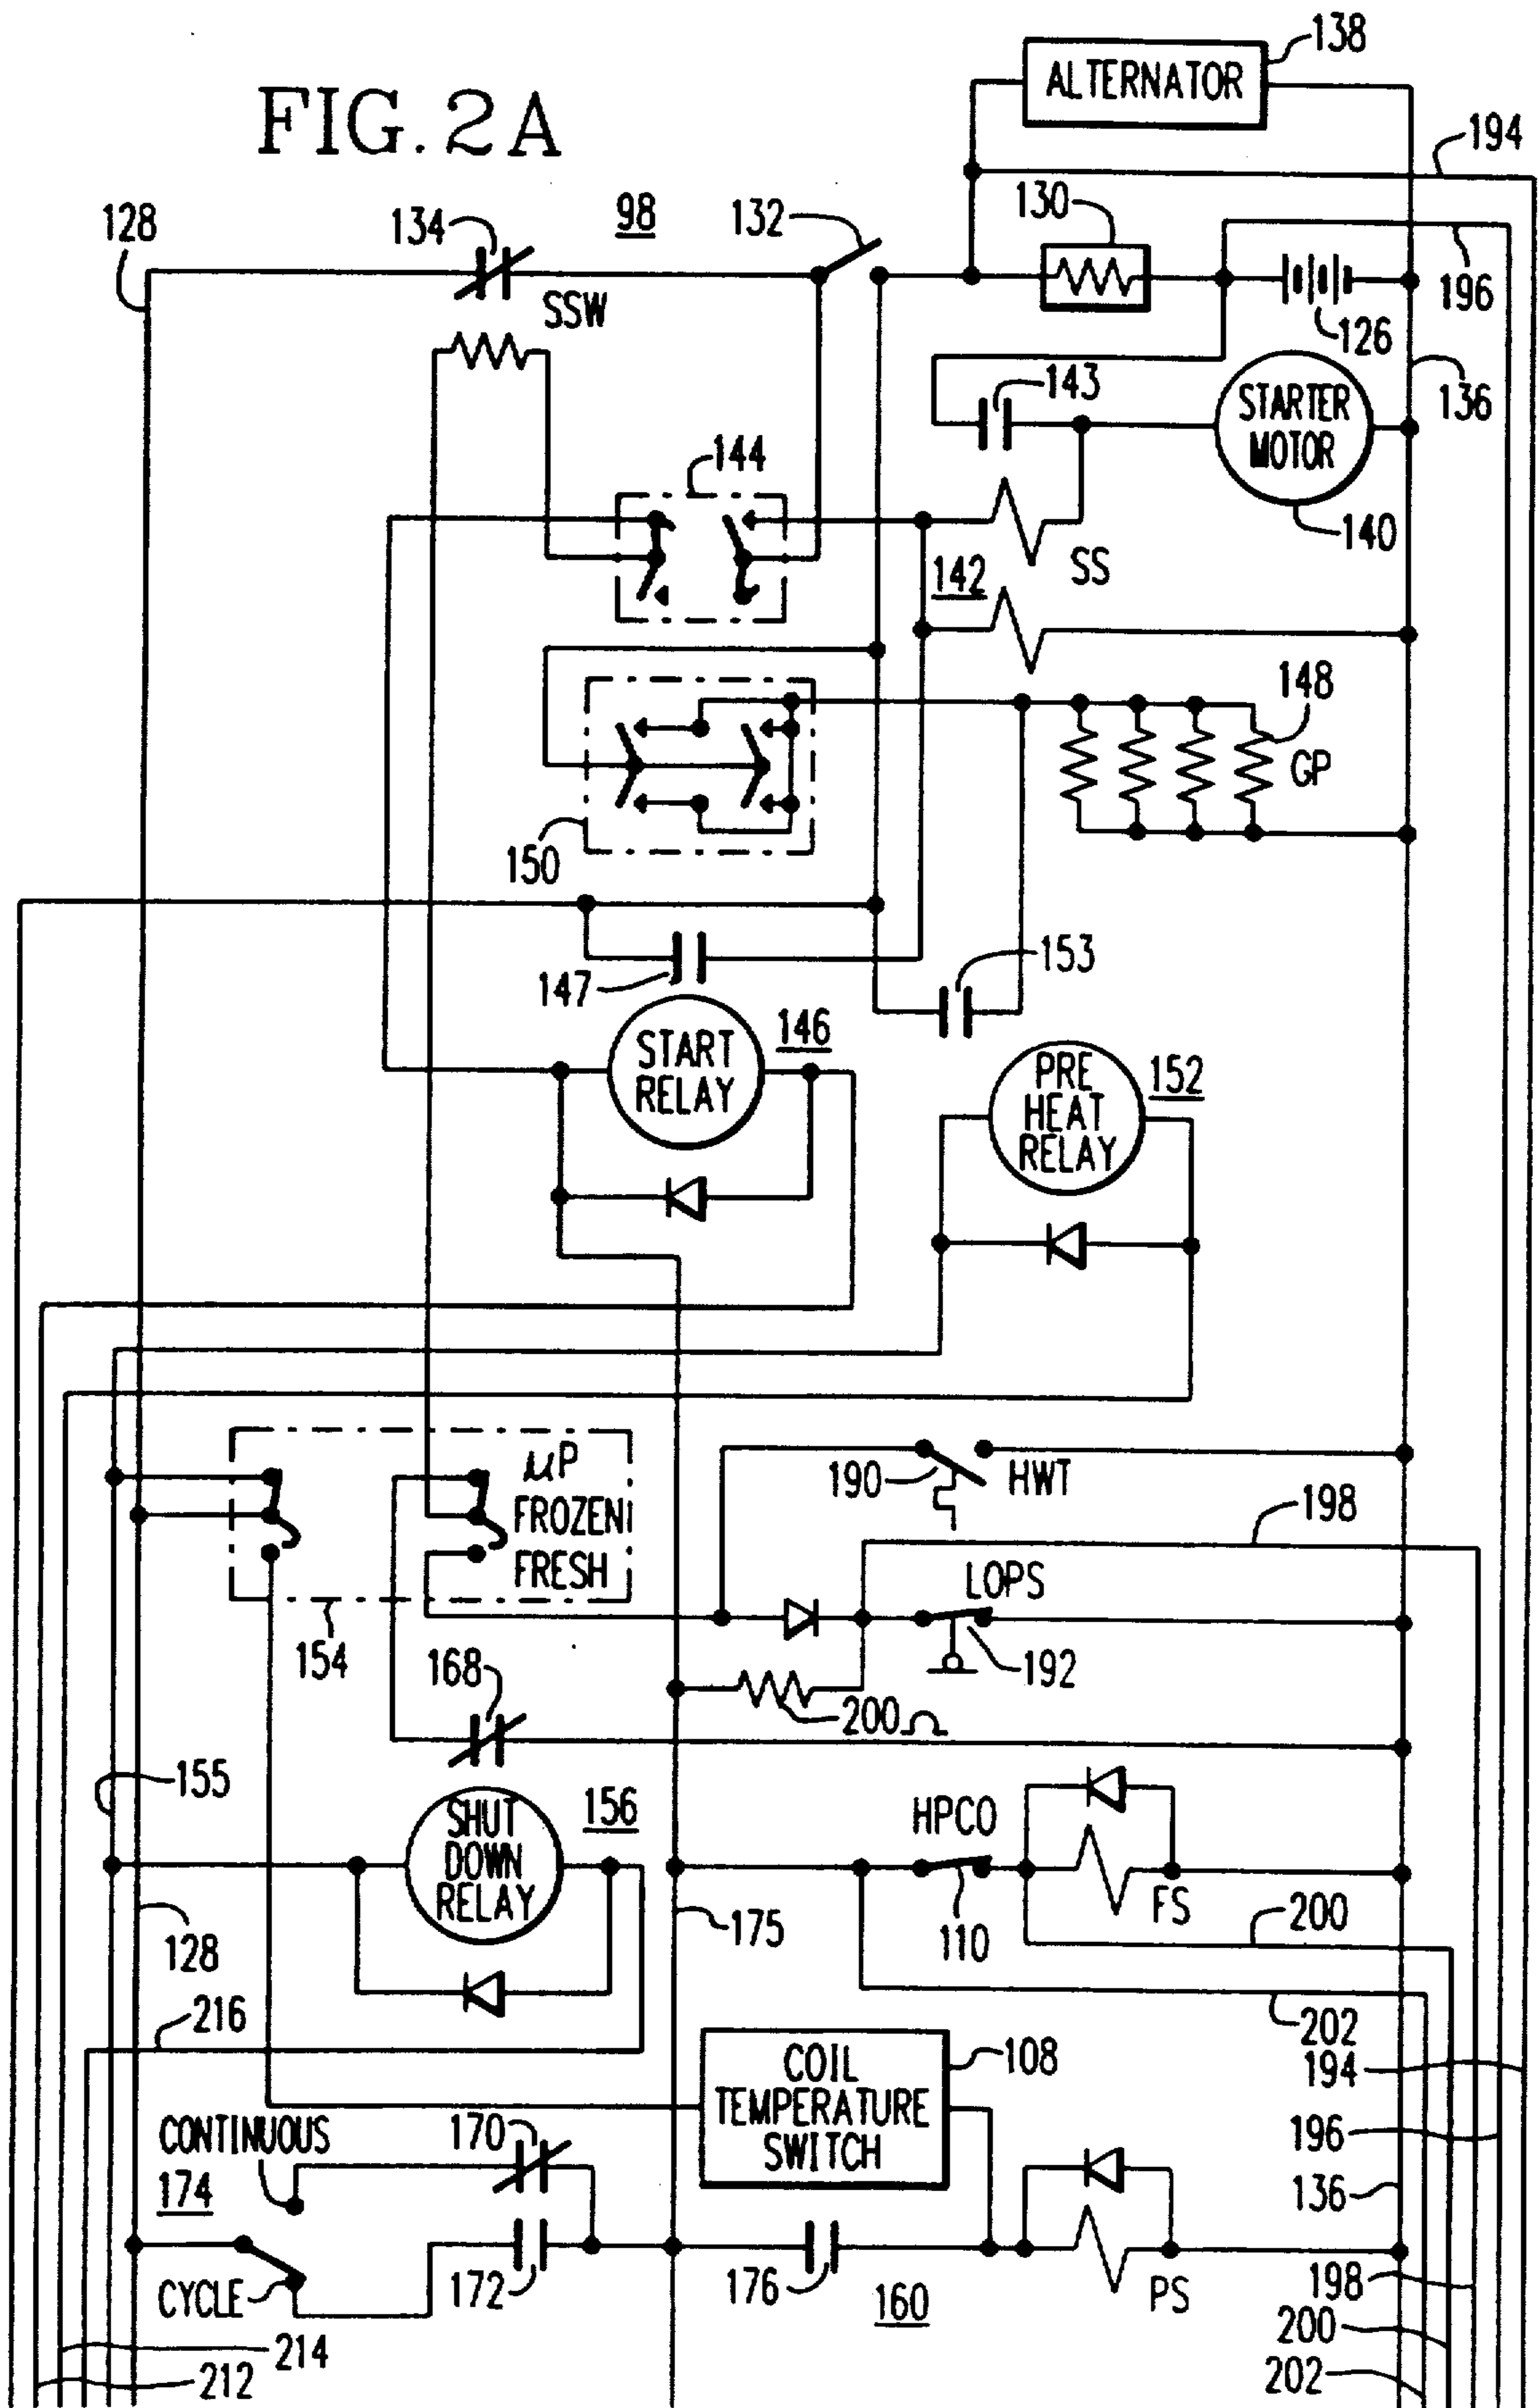 FIG. 2A
ALTERNATOR
138
194
128
134
98
132
130
SSW
196
126
143
STARTER
MOTOR
136
144
140
142
SS
148
GP
150
153
147
START
RELAY
146
PRE
HEAT
RELAY
152
µP
FROZEN
FRESH
190
HWT
198
LOPS
154
168
192
200Ω
155
SHUT
DOWN
RELAY
156
HPCO
FS
128
175
110
200
216
202
COIL
TEMPERATURE
SWITCH
108
194
CONTINUOUS
170
196
174
136
CYCLE
172
176
160
PS
198
200
214
212
202